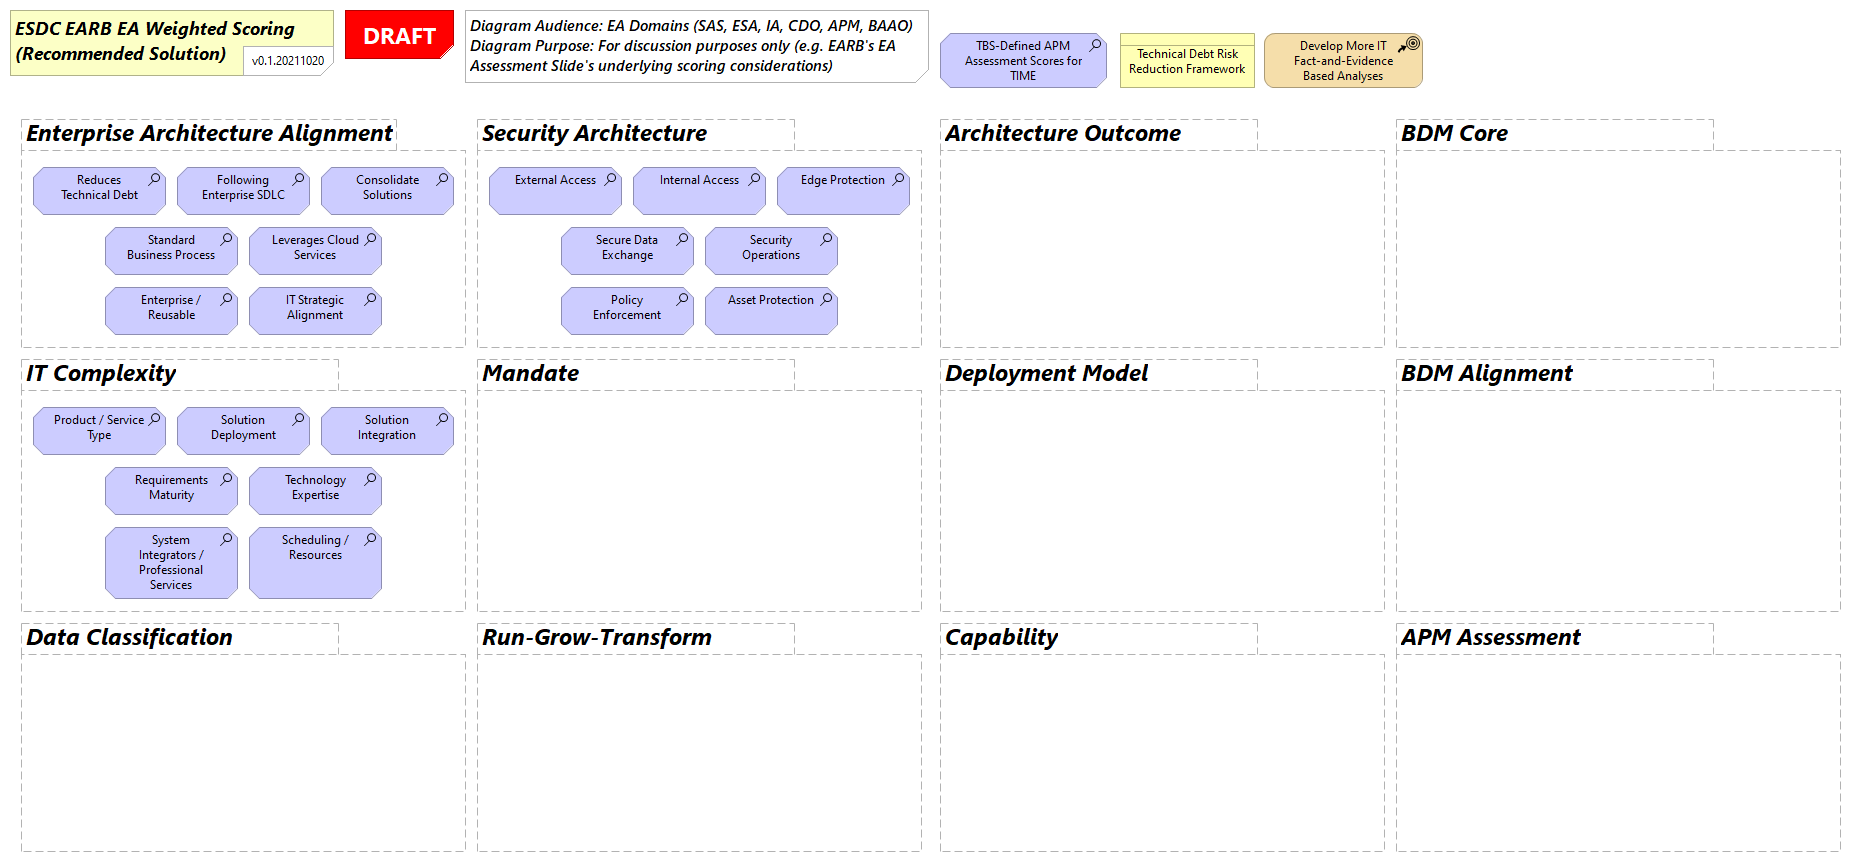 ESDC EARB EA Weighted Scoring
(Recommended Solution)
v0.1.20211020
DRAFT
Diagram Audience: EA Domains (SAS, ESA, IA, CDO, APM, BAAO)
Diagram Purpose: For discussion purposes only (e.g. EARB's EA
Assessment Slide's underlying scoring considerations)
TBS-Defined APM
Assessment Scores for
TIME
Technical Debt Risk
Reduction Framework
Develop More IT
Fact-and-Evidence
Based Analyses
Enterprise Architecture Alignment
Reduces
Technical Debt
Following
Enterprise SDLC
Consolidate
Solutions
Standard
Business Process
Leverages Cloud
Services
Enterprise /
Reusable
IT Strategic
Alignment
Security Architecture
External Access
Internal Access
Edge Protection
Secure Data
Exchange
Security
Operations
Policy
Enforcement
Asset Protection
Architecture Outcome
BDM Core
IT Complexity
Product / Service
Type
Solution
Deployment
Solution
Integration
Requirements
Maturity
Technology
Expertise
System
Integrators /
Professional
Services
Scheduling /
Resources
Mandate
Deployment Model
BDM Alignment
Data Classification
Run-Grow-Transform
Capability
APM Assessment